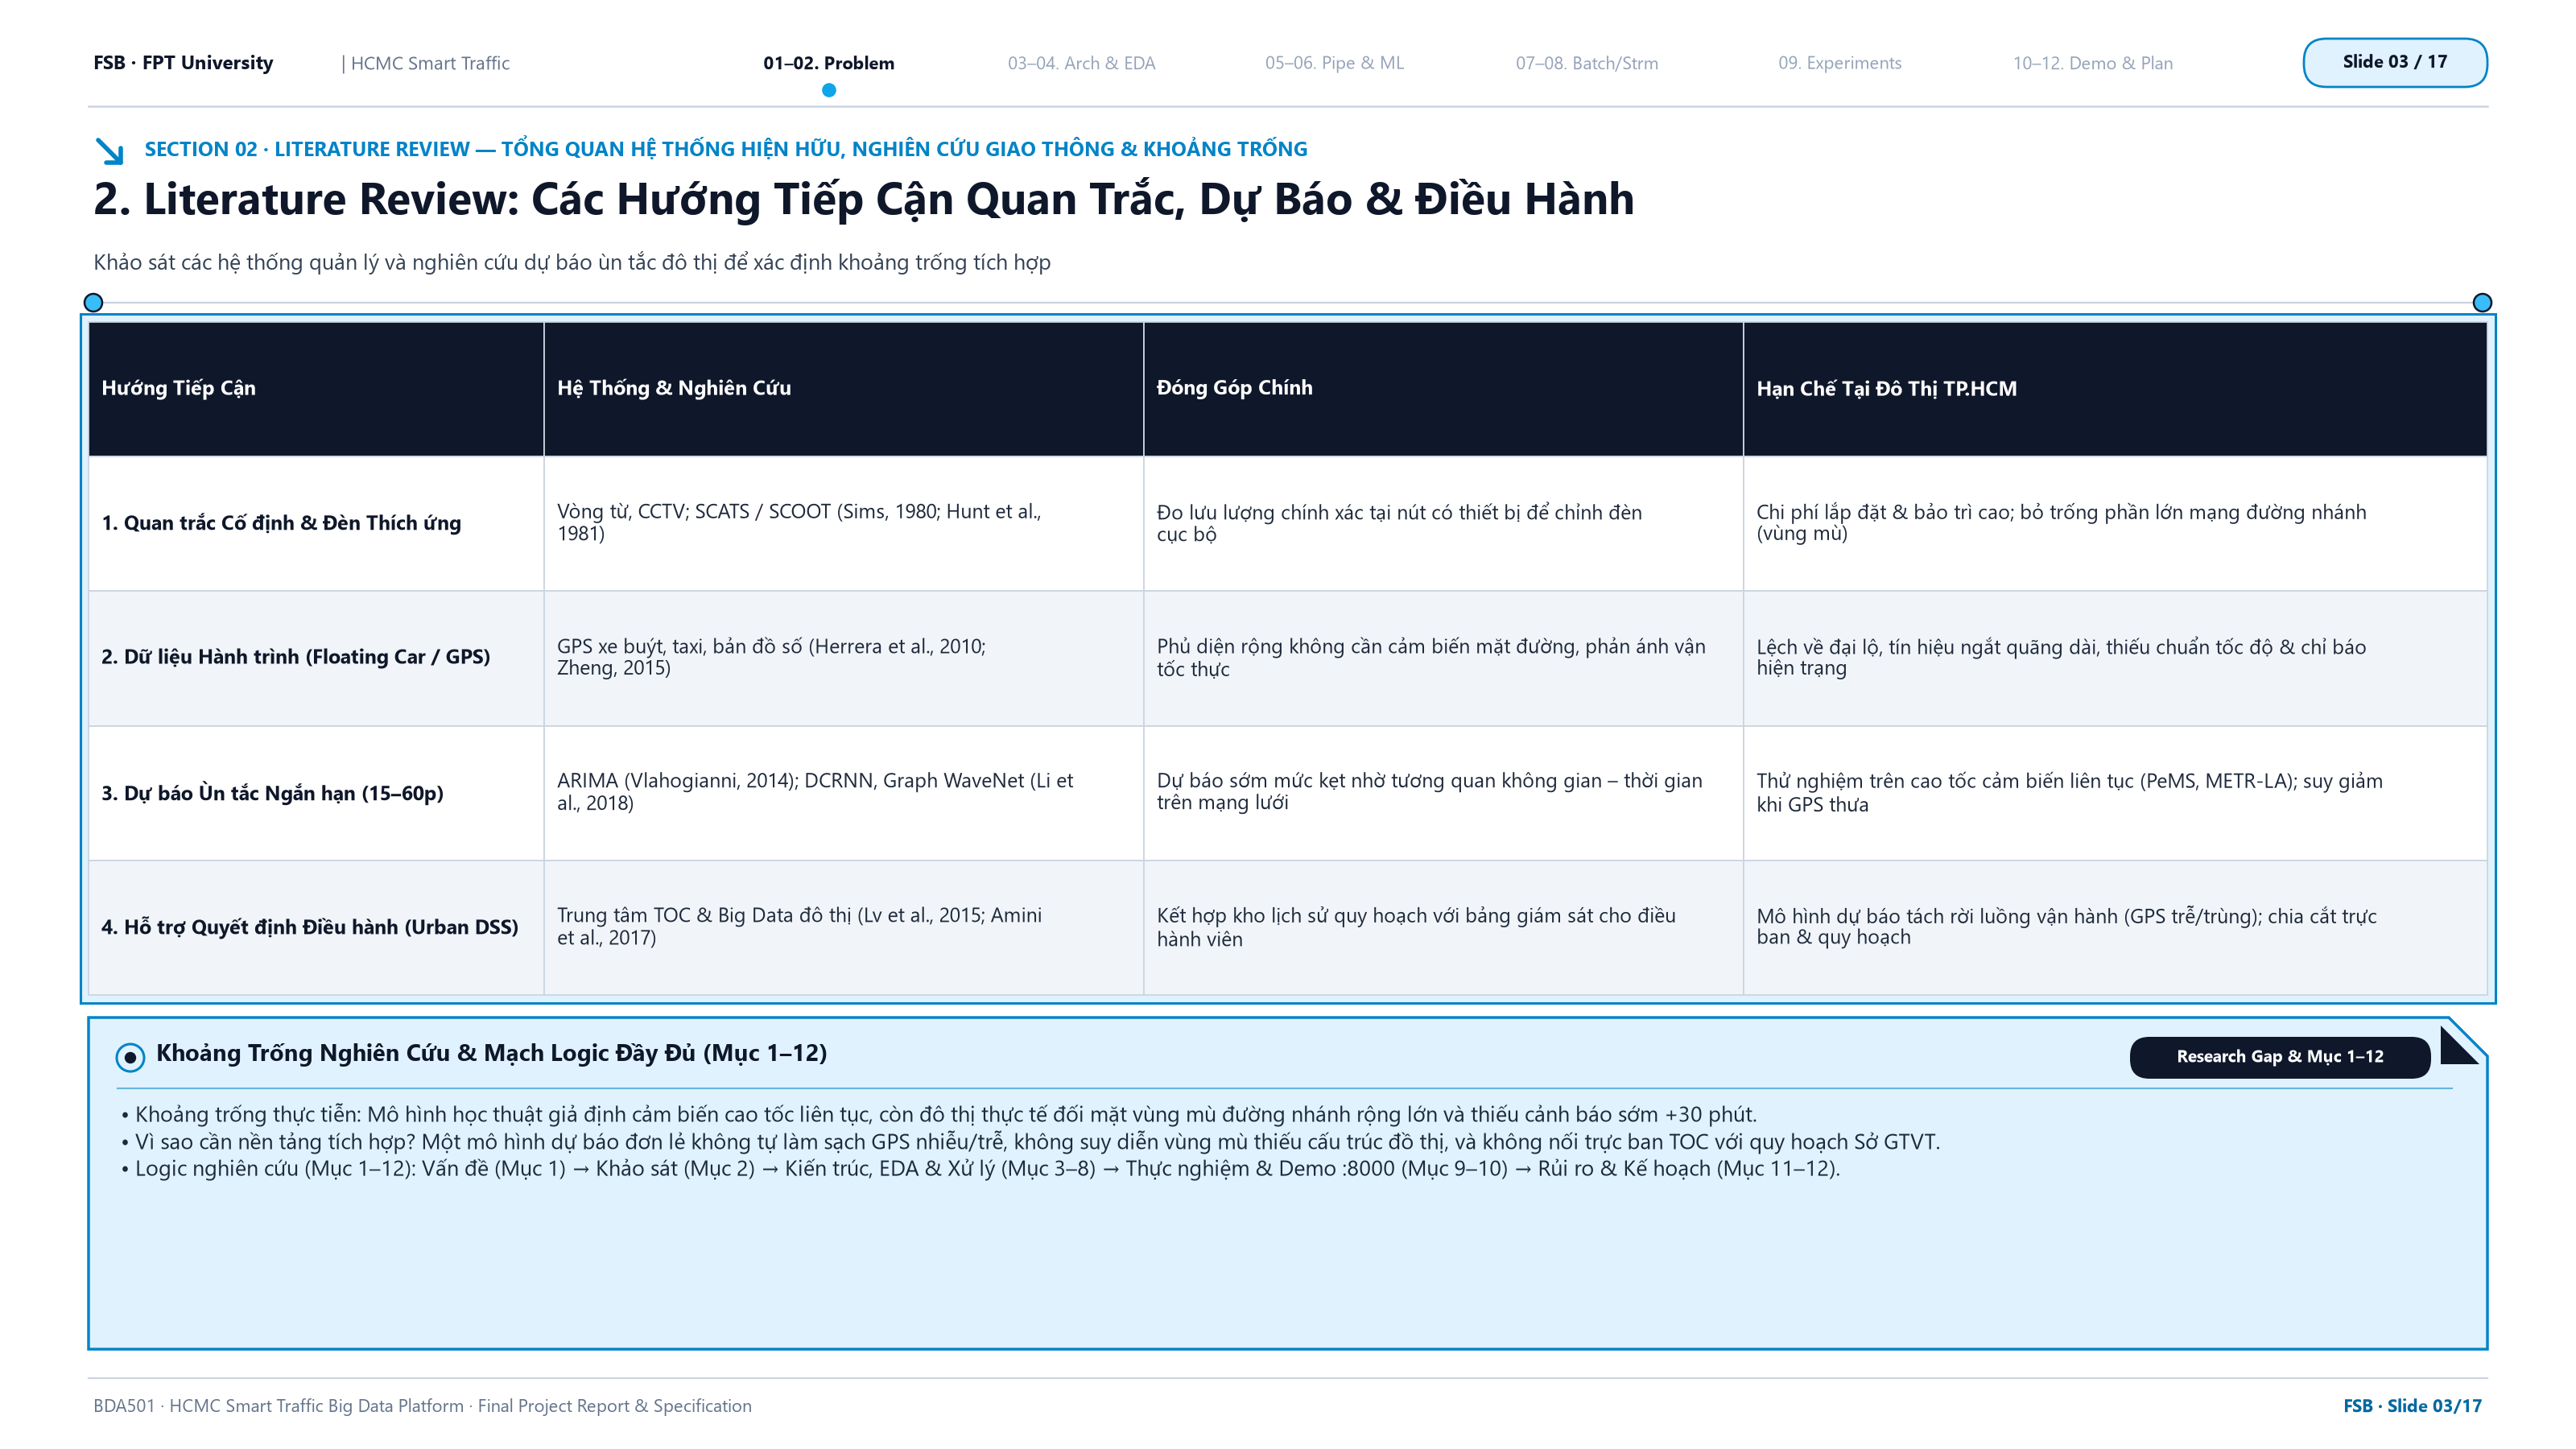 FSB · FPT University | HCMC Smart Traffic 01–02. Problem 03–04. Arch & EDA 05–06. Pipe & ML 07–08. Batch/Strm 09. Experiments 10–12. Demo & Plan Slide 03 / 17
SECTION 02 · LITERATURE REVIEW — TỔNG QUAN HỆ THỐNG HIỆN HỮU, NGHIÊN CỨU GIAO THÔNG & KHOẢNG TRỐNG
2. Literature Review: Các Hướng Tiếp Cận Quan Trắc, Dự Báo & Điều Hành
Khảo sát các hệ thống quản lý và nghiên cứu dự báo ùn tắc đô thị để xác định khoảng trống tích hợp
Hướng Tiếp Cận
Hệ Thống & Nghiên Cứu
Đóng Góp Chính
Hạn Chế Tại Đô Thị TP.HCM
1. Quan trắc Cố định & Đèn Thích ứng
Vòng từ, CCTV; SCATS / SCOOT (Sims, 1980; Hunt et al.,
1981)
Đo lưu lượng chính xác tại nút có thiết bị để chỉnh đèn
cục bộ
Chi phí lắp đặt & bảo trì cao; bỏ trống phần lớn mạng đường nhánh
(vùng mù)
2. Dữ liệu Hành trình (Floating Car / GPS)
GPS xe buýt, taxi, bản đồ số (Herrera et al., 2010;
Zheng, 2015)
Phủ diện rộng không cần cảm biến mặt đường, phản ánh vận
tốc thực
Lệch về đại lộ, tín hiệu ngắt quãng dài, thiếu chuẩn tốc độ & chỉ báo
hiện trạng
3. Dự báo Ùn tắc Ngắn hạn (15–60p)
ARIMA (Vlahogianni, 2014); DCRNN, Graph WaveNet (Li et
al., 2018)
Dự báo sớm mức kẹt nhờ tương quan không gian – thời gian
trên mạng lưới
Thử nghiệm trên cao tốc cảm biến liên tục (PeMS, METR-LA); suy giảm
khi GPS thưa
4. Hỗ trợ Quyết định Điều hành (Urban DSS)
Trung tâm TOC & Big Data đô thị (Lv et al., 2015; Amini
et al., 2017)
Kết hợp kho lịch sử quy hoạch với bảng giám sát cho điều
hành viên
Mô hình dự báo tách rời luồng vận hành (GPS trễ/trùng); chia cắt trực
ban & quy hoạch
Khoảng Trống Nghiên Cứu & Mạch Logic Đầy Đủ (Mục 1–12)
Research Gap & Mục 1–12
• Khoảng trống thực tiễn: Mô hình học thuật giả định cảm biến cao tốc liên tục, còn đô thị thực tế đối mặt vùng mù đường nhánh rộng lớn và thiếu cảnh báo sớm +30 phút.
• Vì sao cần nền tảng tích hợp? Một mô hình dự báo đơn lẻ không tự làm sạch GPS nhiễu/trễ, không suy diễn vùng mù thiếu cấu trúc đồ thị, và không nối trực ban TOC với quy hoạch Sở GTVT.
• Logic nghiên cứu (Mục 1–12): Vấn đề (Mục 1) → Khảo sát (Mục 2) → Kiến trúc, EDA & Xử lý (Mục 3–8) → Thực nghiệm & Demo :8000 (Mục 9–10) → Rủi ro & Kế hoạch (Mục 11–12).
BDA501 · HCMC Smart Traffic Big Data Platform · Final Project Report & Specification
FSB · Slide 03/17